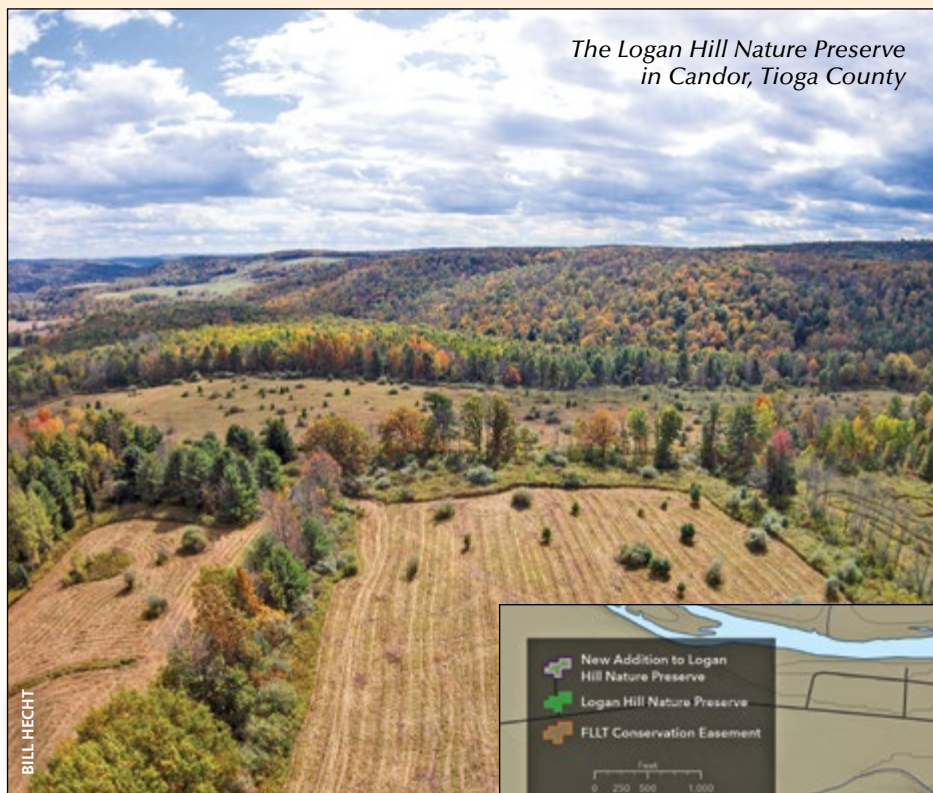 The Logan Hill Nature Preserve
in Candor, Tioga County
BILL HECHT
New Addition to Logan
Hill Nature Preserve
Logan Hill Nature Preserve
FLLT Conservation Easement
Feet
0 250 500 1,000